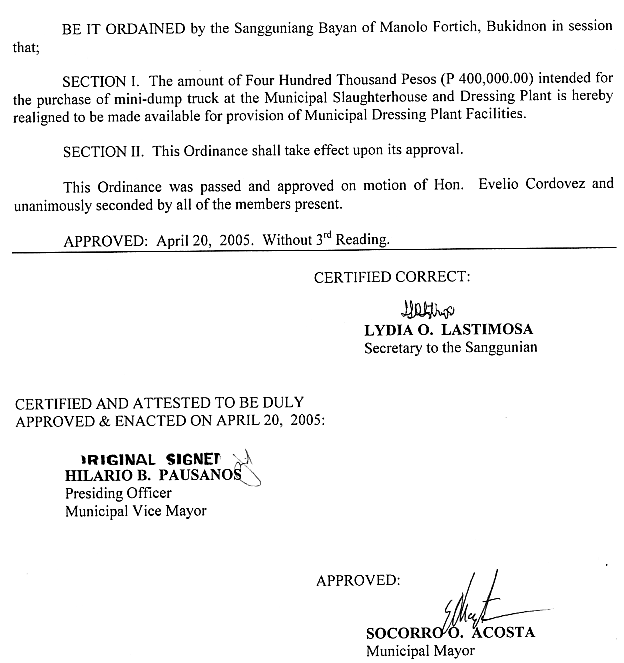 BE IT ORDAINED by the Sangguniang Bayan of Manolo Fortich, Bukidnon in session
that;
SECTION I. The amount of Four Hundred Thousand Pesos (P 400,000.00) intended for
the purchase of mini-dump truck at the Municipal Slaughterhouse and Dressing Plant is hereby
realigned to be made available for provision of Municipal Dressing Plant Facilities.
SECTION II. This Ordinance shall take effect upon its approval.
This Ordinance was passed and approved on motion of Hon. Evelio Cordovez and
unanimously seconded by all of the members present.
APPROVED: April 20, 2005. Without 3rd Reading.
CERTIFIED CORRECT:
LYDIA O. LASTIMOSA
Secretary to the Sanggunian
CERTIFIED AND ATTESTED TO BE DULY
APPROVED & ENACTED ON APRIL 20, 2005:
ORIGINAL SIGNED
HILARIO B. PAUSANOS
Presiding Officer
Municipal Vice Mayor
APPROVED:
SOCORRO O. ACOSTA
Municipal Mayor